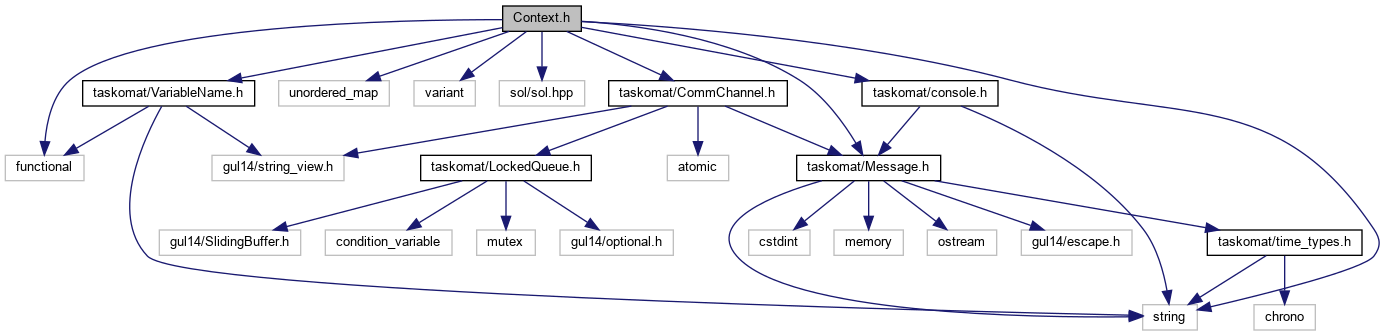 Context.h
taskomat/VariableName.h
unordered_map
variant
sol/sol.hpp
taskomat/CommChannel.h
taskomat/console.h
functional
gul14/string_view.h
taskomat/LockedQueue.h
atomic
taskomat/Message.h
gul14/SlidingBuffer.h
condition_variable
mutex
gul14/optional.h
cstdint
memory
ostream
gul14/escape.h
taskomat/time_types.h
string
chrono